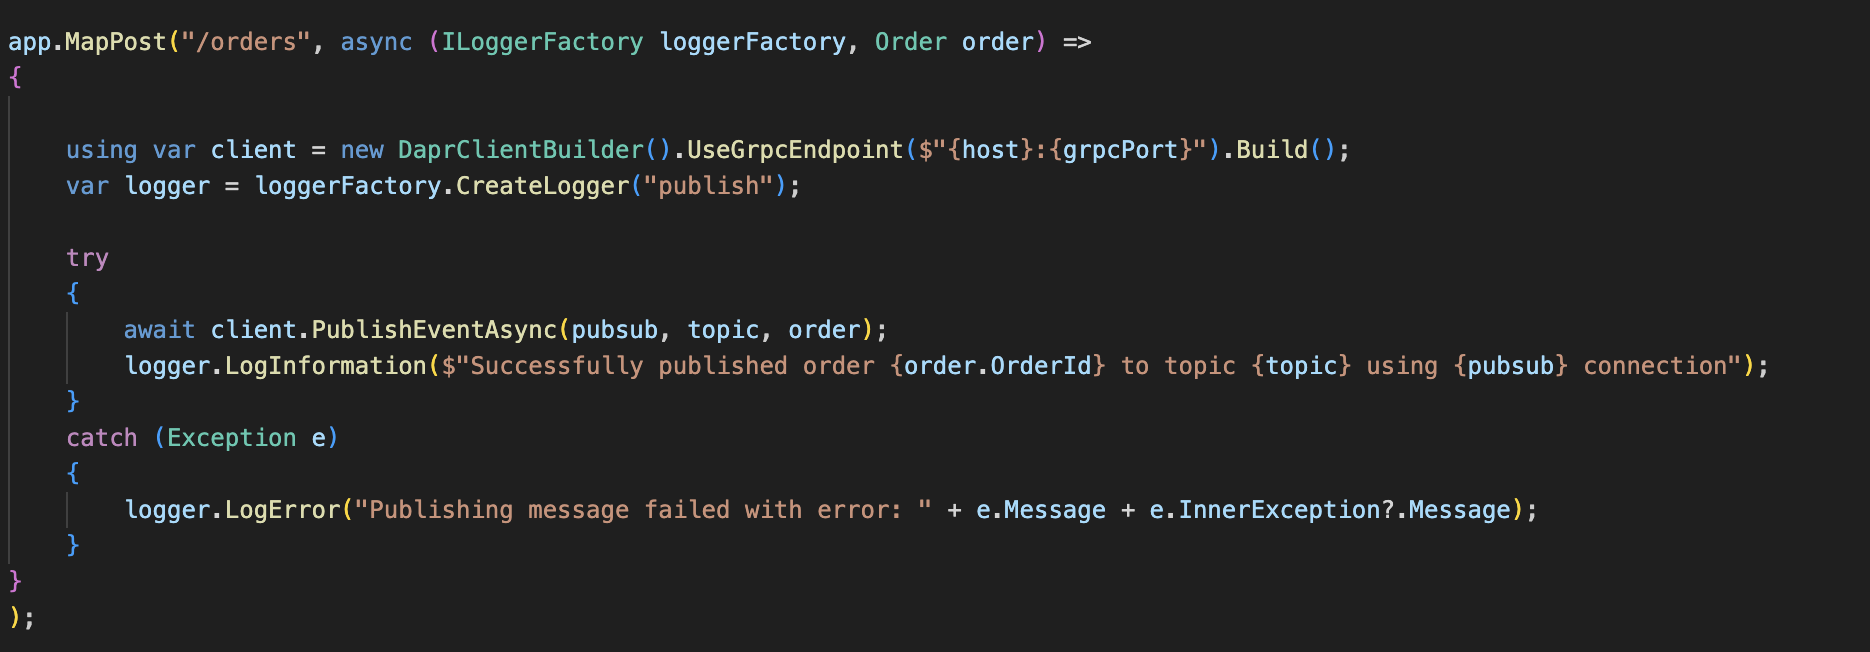 app.MapPost("/orders", async (ILoggerFactory loggerFactory, Order order) =>
{
using var client = new DaprClientBuilder().UseGrpcEndpoint($"{host}:{grpcPort}").Build();
var logger = loggerFactory.CreateLogger("publish");
try
{
await client.PublishEventAsync(pubsub, topic, order);
logger.LogInformation($"Successfully published order {order.OrderId} to topic {topic} using {pubsub} connection");
}
catch (Exception e)
{
logger.LogError("Publishing message failed with error: " + e.Message + e.InnerException?.Message);
}
}
);